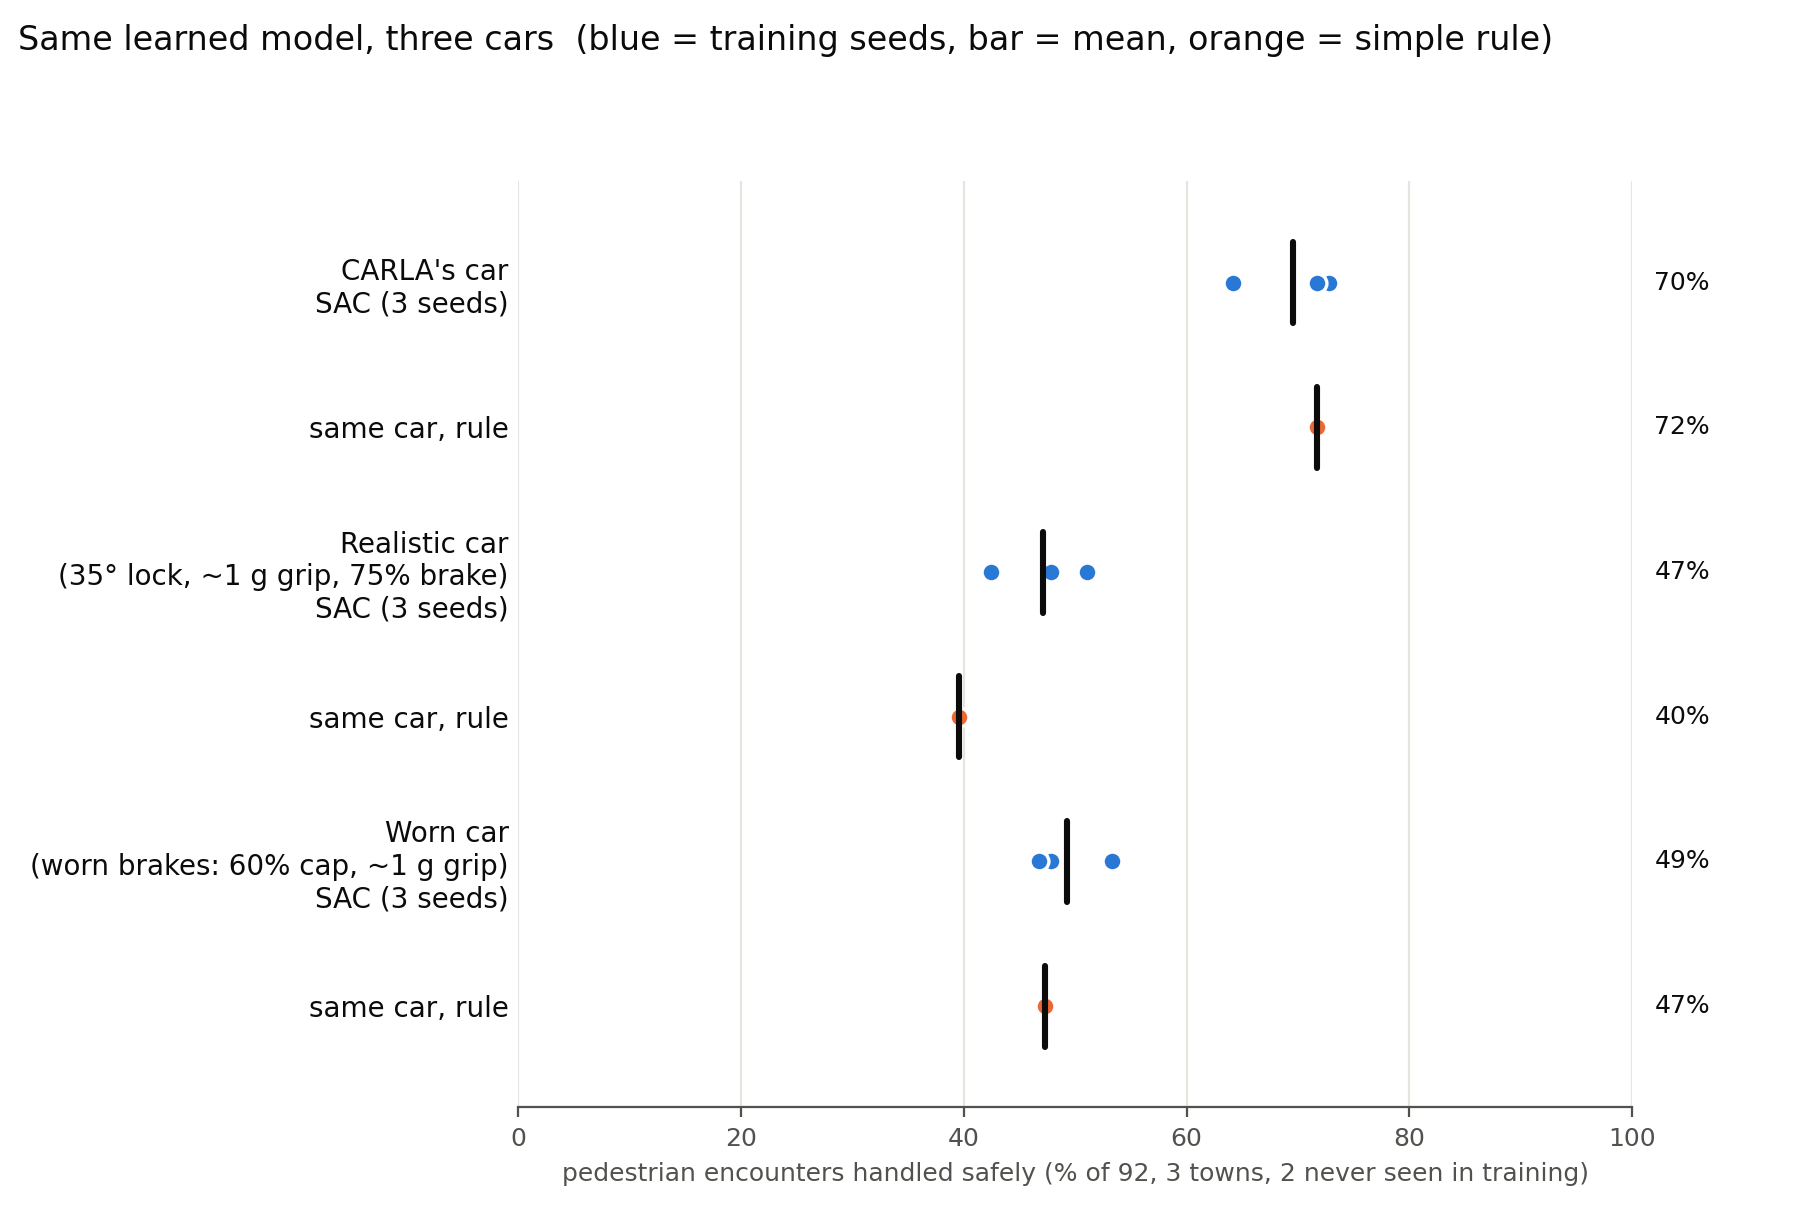 Same learned model, three cars  (blue = training seeds, bar = mean, orange = simple rule)
CARLA's car
SAC (3 seeds)
70%
same car, rule
72%
Realistic car
(35° lock, ~1 g grip, 75% brake)
SAC (3 seeds)
47%
same car, rule
40%
Worn car
(worn brakes: 60% cap, ~1 g grip)
SAC (3 seeds)
49%
same car, rule
47%
0 20 40 60 80 100
pedestrian encounters handled safely (% of 92, 3 towns, 2 never seen in training)